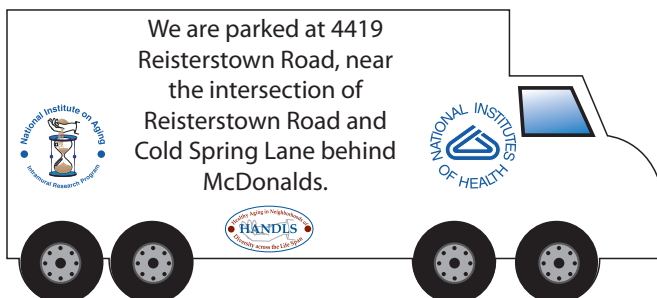 We are parked at 4419
Reisterstown Road, near
the intersection of
Reisterstown Road and
Cold Spring Lane behind
McDonalds.
National Institute on Aging
Intramural Research Program
NATIONAL INSTITUTES
OF HEALTH
Healthy Aging in Neighborhoods of
HANDLS
Diversity across the Life Span